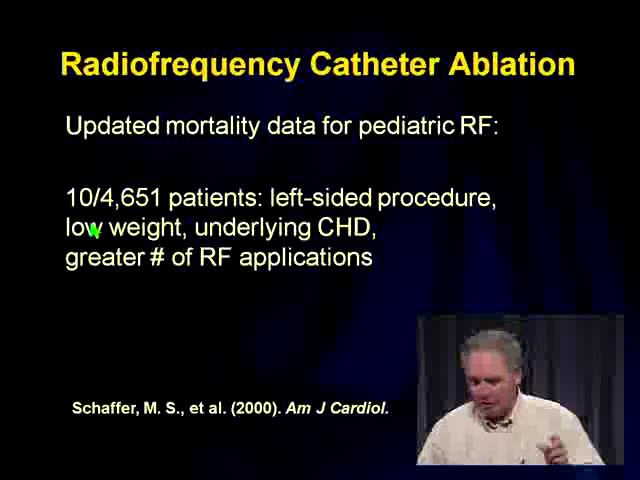 Radiofrequency Catheter Ablation
Updated mortality data for pediatric RF:
10/4,651 patients: left-sided procedure,
low weight, underlying CHD,
greater # of RF applications
Schaffer, M. S., et al. (2000). Am J Cardiol.